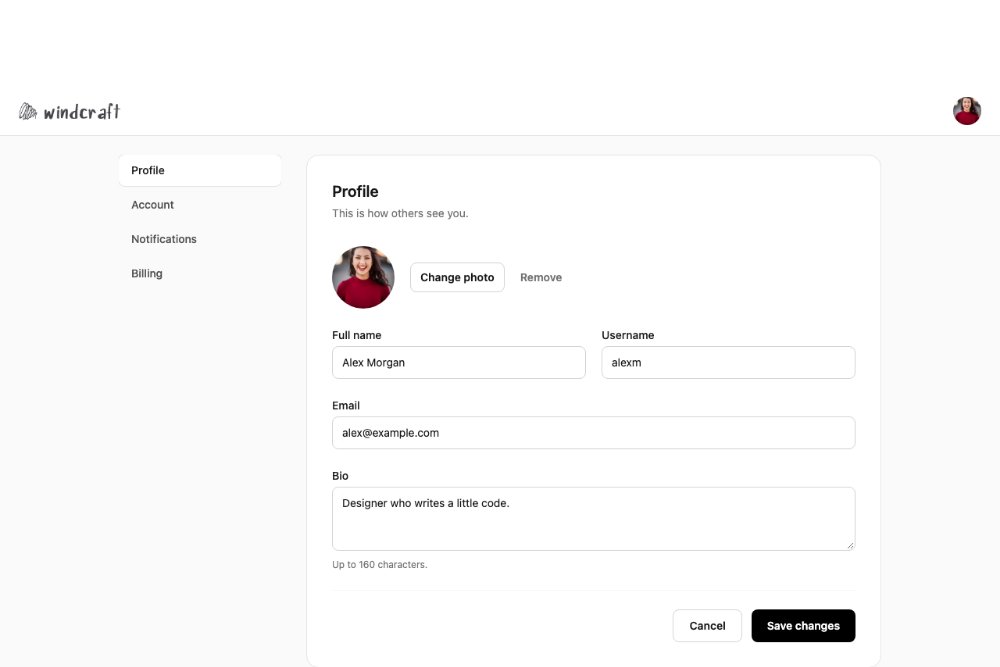 windcraft
Profile
Account
Notifications
Billing
Profile
This is how others see you.
Change photo
Remove
Full name
Username
Alex Morgan
alexm
Email
alex@example.com
Bio
Designer who writes a little code.
Up to 160 characters.
Cancel
Save changes